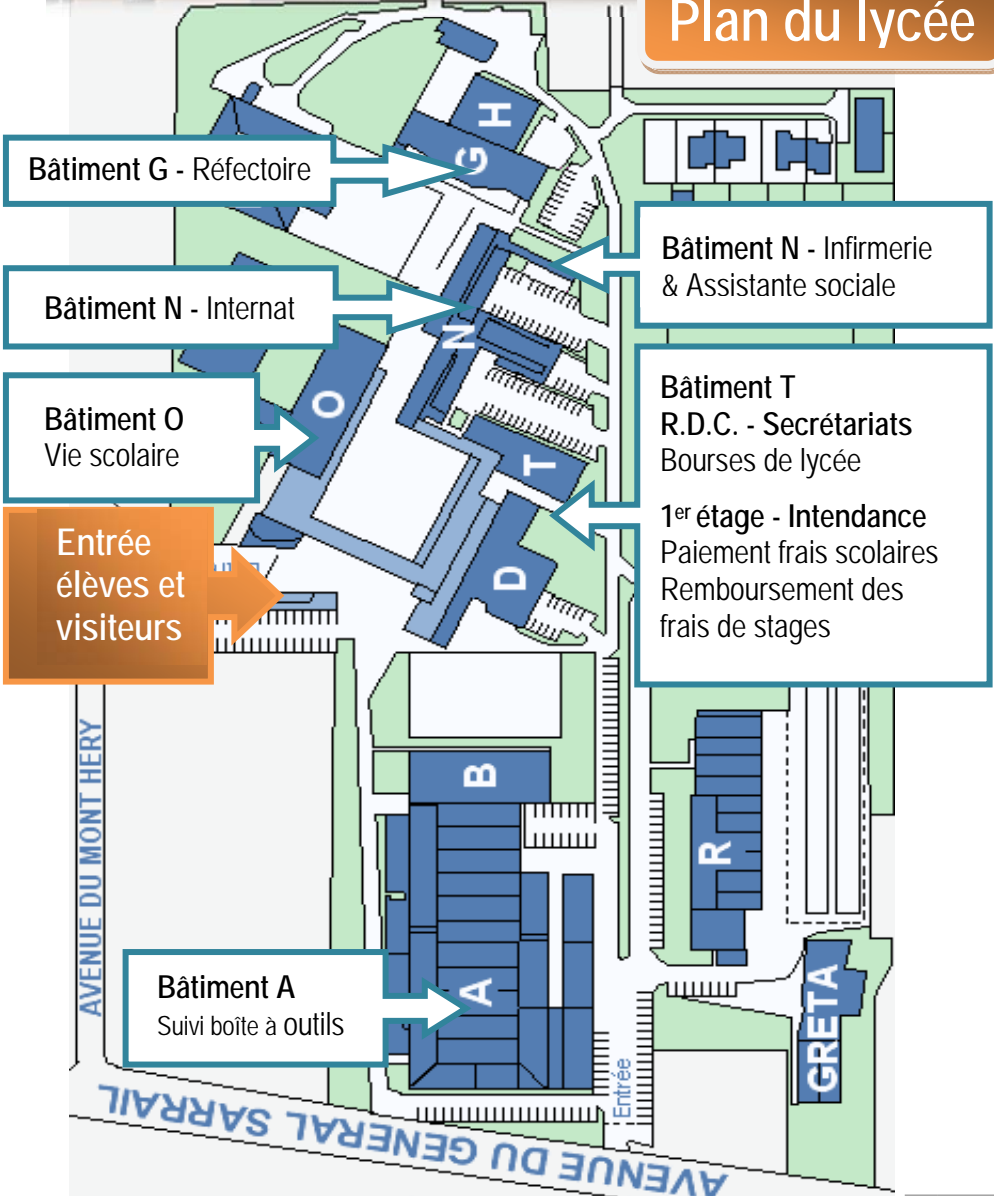 Plan du lycée
H
G
Bâtiment G - Réfectoire
Bâtiment N - Infirmerie
& Assistante sociale
Bâtiment N - Internat
N
O
Bâtiment O
Vie scolaire
T
Bâtiment T
R.D.C. - Secrétariats
Bourses de lycée
1er étage - Intendance
Paiement frais scolaires
Remboursement des
frais de stages
Entrée
élèves et
visiteurs
D
B
R
AVENUE DU MONT HERY
Bâtiment A
Suivi boîte à outils
A
GRETA
Entrée
AVENUE DU GENERAL SARRAIL